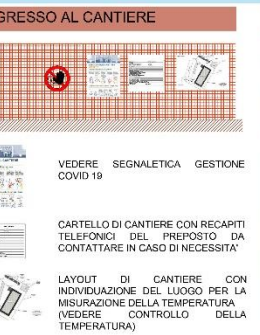 GRESSO AL CANTIERE
VEDERE SEGNALETICA GESTIONE
COVID 19
CARTELLO DI CANTIERE CON RECAPITI
TELEFONICI DEL PREPOSTO DA
CONTATTARE IN CASO DI NECESSITA'
LAYOUT DI CANTIERE CON
INDIVIDUAZIONE DEL LUOGO PER LA
MISURAZIONE DELLA TEMPERATURA
(VEDERE CONTROLLO DELLA
TEMPERATURA)